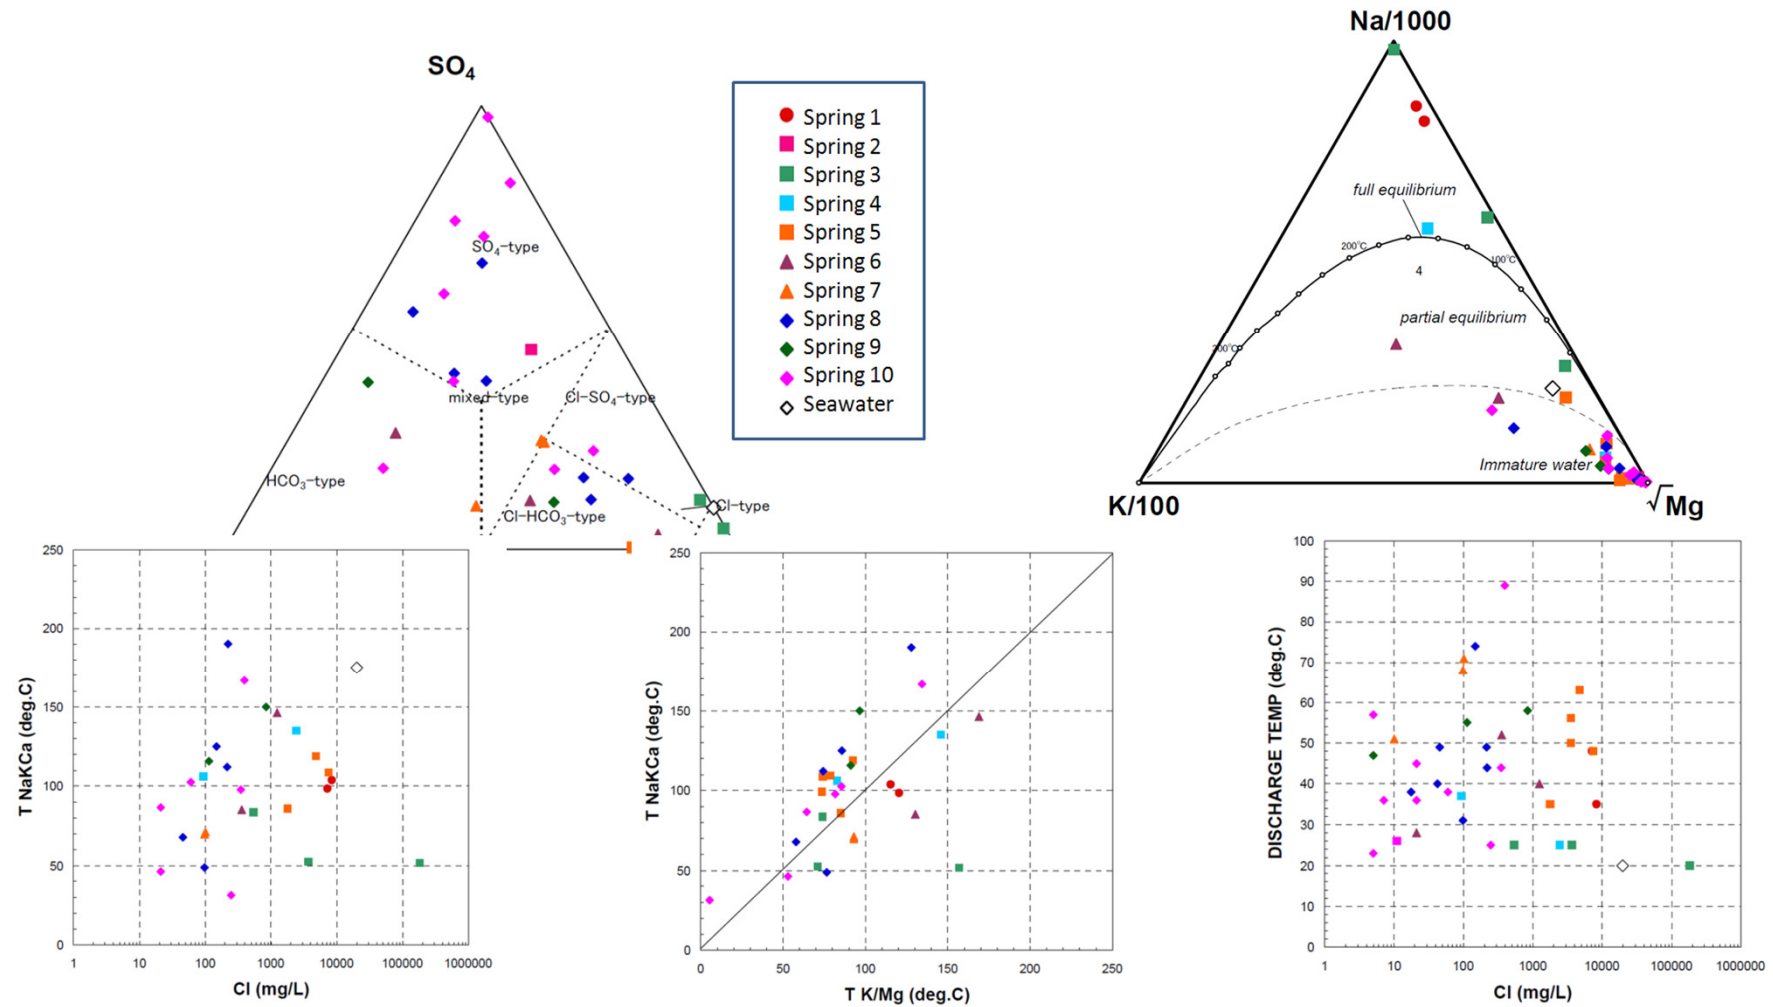 SO4
SO4-type
mixed-type
Cl-SO4-type
HCO3-type
Cl-HCO3-type
Cl-type
Spring 1
Spring 2
Spring 3
Spring 4
Spring 5
Spring 6
Spring 7
Spring 8
Spring 9
Spring 10
Seawater
Na/1000
full equilibrium
200°C
100°C
4
partial equilibrium
300°C
Immature water
K/100
√Mg
250
200
150
100
50
0
T NaKCa (deg.C)
1
10
100
1000
10000
100000
1000000
Cl (mg/L)
250
200
150
100
50
0
T NaKCa (deg.C)
0
50
100
150
200
250
T K/Mg (deg.C)
100
90
80
70
60
50
40
30
20
10
0
DISCHARGE TEMP (deg.C)
1
10
100
1000
10000
100000
1000000
Cl (mg/L)